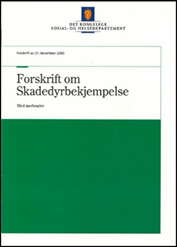 DET KONGELIGE
SOSIAL- OG HELSEDEPARTEMENT
Forskrift av 21. desember 2000
Forskrift om
Skadedyrbekjempelse
Med merknader